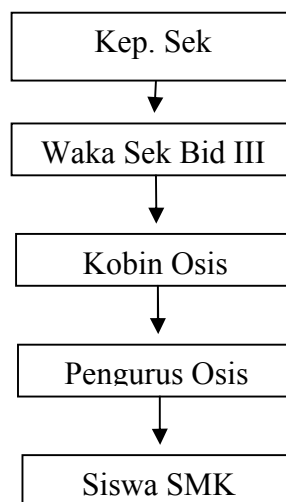 Kep. Sek
Waka Sek Bid III
Kobin Osis
Pengurus Osis
Siswa SMK